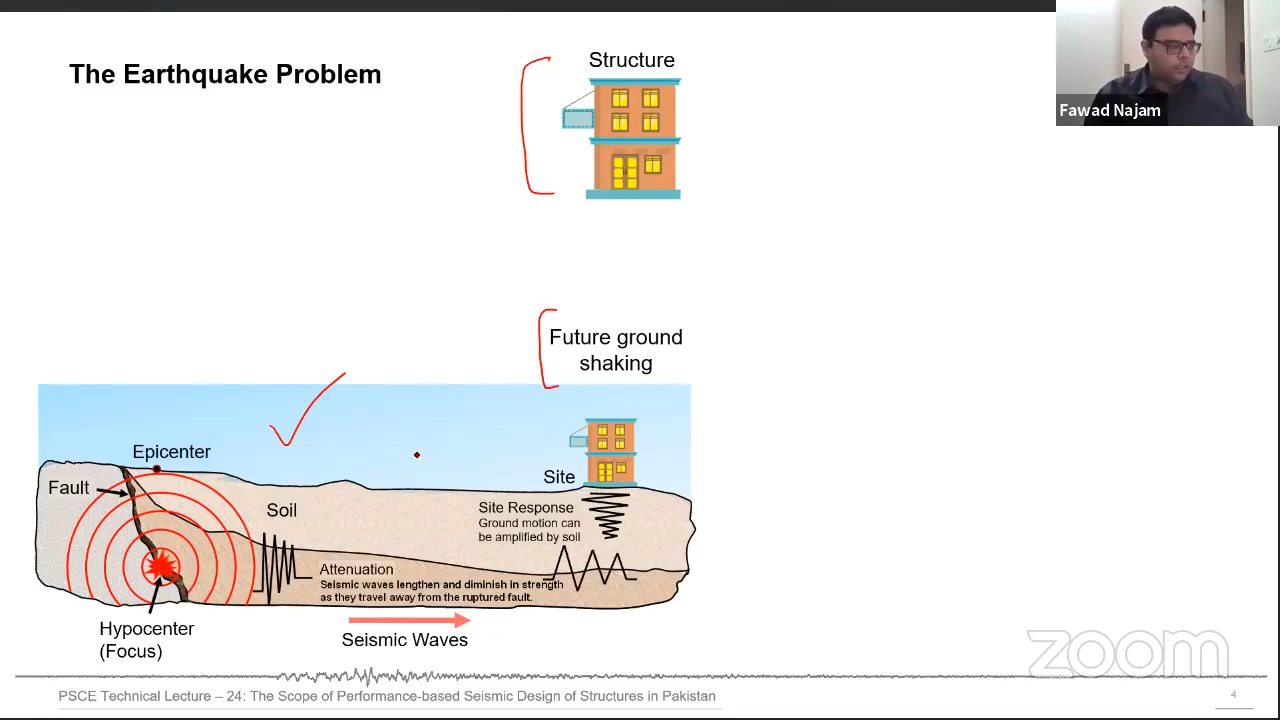 The Earthquake Problem
Structure
Fawad Najam
Future ground
shaking
Epicenter
Fault
Site
Soil
Site Response
Ground motion can
be amplified by soil
Attenuation
Seismic waves lengthen and diminish in strength
as they travel away from the ruptured fault.
Hypocenter
(Focus)
Seismic Waves
zoom
PSCE Technical Lecture – 24: The Scope of Performance-based Seismic Design of Structures in Pakistan
4